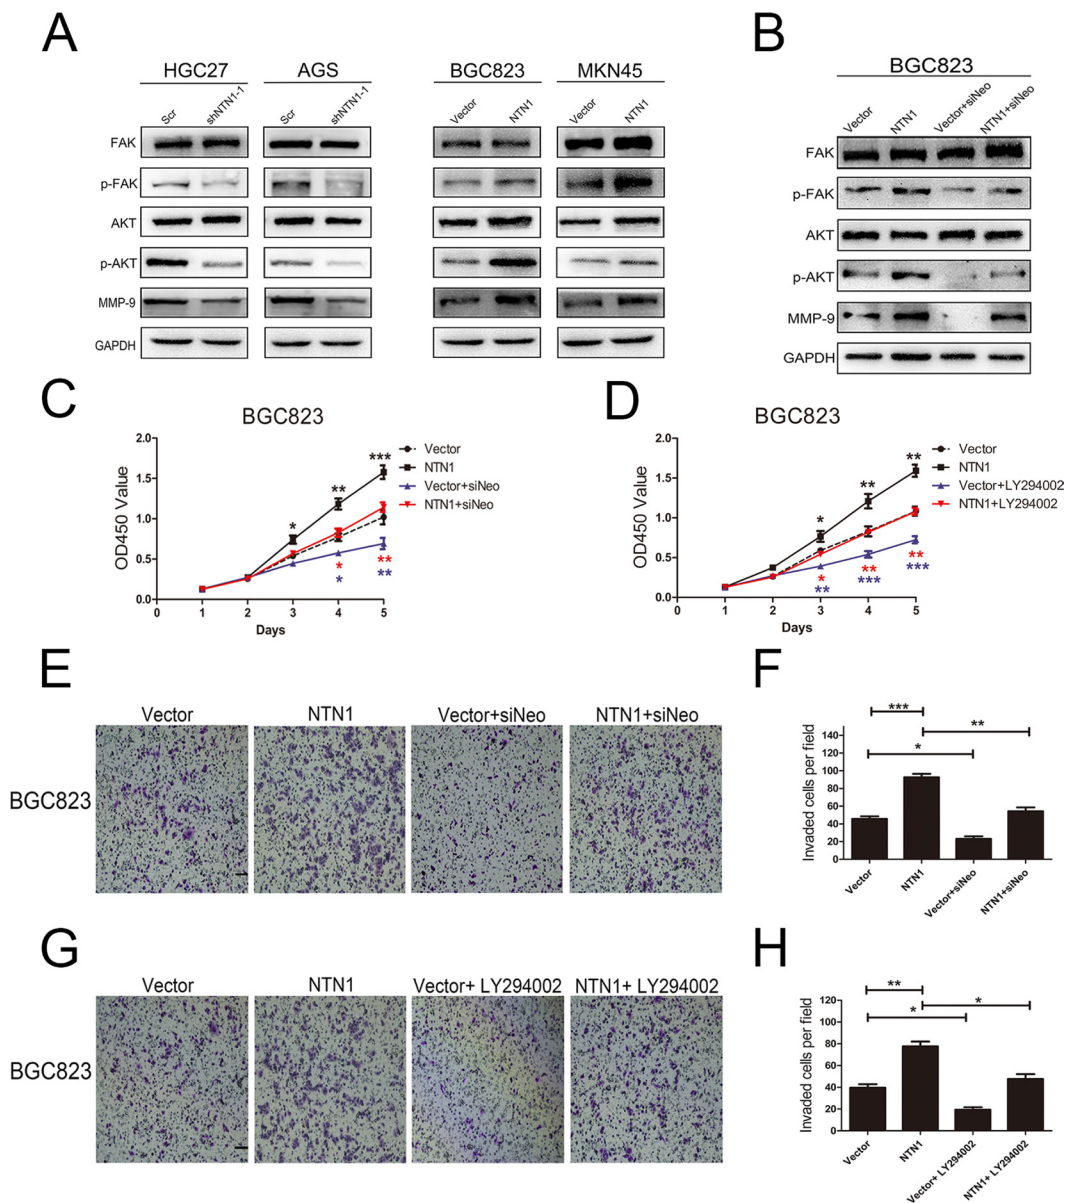 A
HGC27 AGS BGC823 MKN45
Scr shNTN1-1 Scr shNTN1-1 Vector NTN1 Vector NTN1
FAK
p-FAK
AKT
p-AKT
MMP-9
GAPDH
B
BGC823
Vector NTN1 Vector+siNeo NTN1+siNeo
FAK
p-FAK
AKT
p-AKT
MMP-9
GAPDH
C
BGC823
OD450 Value
2.0
1.5
1.0
0.5
0.0
0 1 2 3 4 5
Days
* ** ***
* **
* **
Vector
NTN1
Vector+siNeo
NTN1+siNeo
D
BGC823
OD450 Value
2.0
1.5
1.0
0.5
0.0
0 1 2 3 4 5
Days
* ** **
* ** **
** *** ***
Vector
NTN1
Vector+LY294002
NTN1+LY294002
E
Vector NTN1 Vector+siNeo NTN1+siNeo
BGC823
F
Invaded cells per field
140
120
100
80
60
40
20
0
*** **
*
Vector NTN1 Vector+siNeo NTN1+siNeo
G
Vector NTN1 Vector+ LY294002 NTN1+ LY294002
BGC823
H
Invaded cells per field
120
100
80
60
40
20
0
** *
*
Vector NTN1 Vector+ LY294002 NTN1+ LY294002